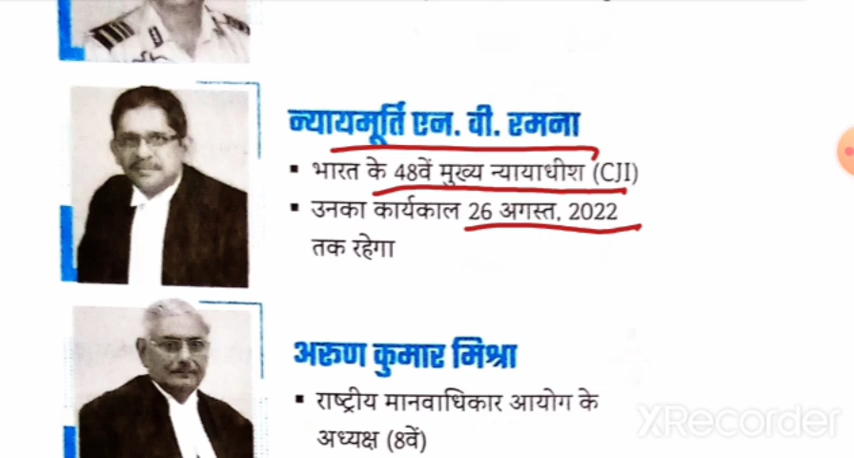 न्यायमूर्ति एन. वी. रमना
▪ भारत के 48वें मुख्य न्यायाधीश (CJI)
▪ उनका कार्यकाल 26 अगस्त, 2022
तक रहेगा
अरुण कुमार मिश्रा
▪ राष्ट्रीय मानवाधिकार आयोग के
अध्यक्ष (8वें)
XRecorder